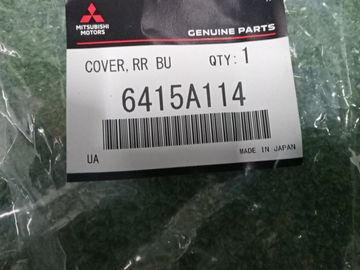 MITSUBISHI
MOTORS
GENUINE PARTS
COVER, RR BU QTY: 1
6415A114
UA
MADE IN JAPAN